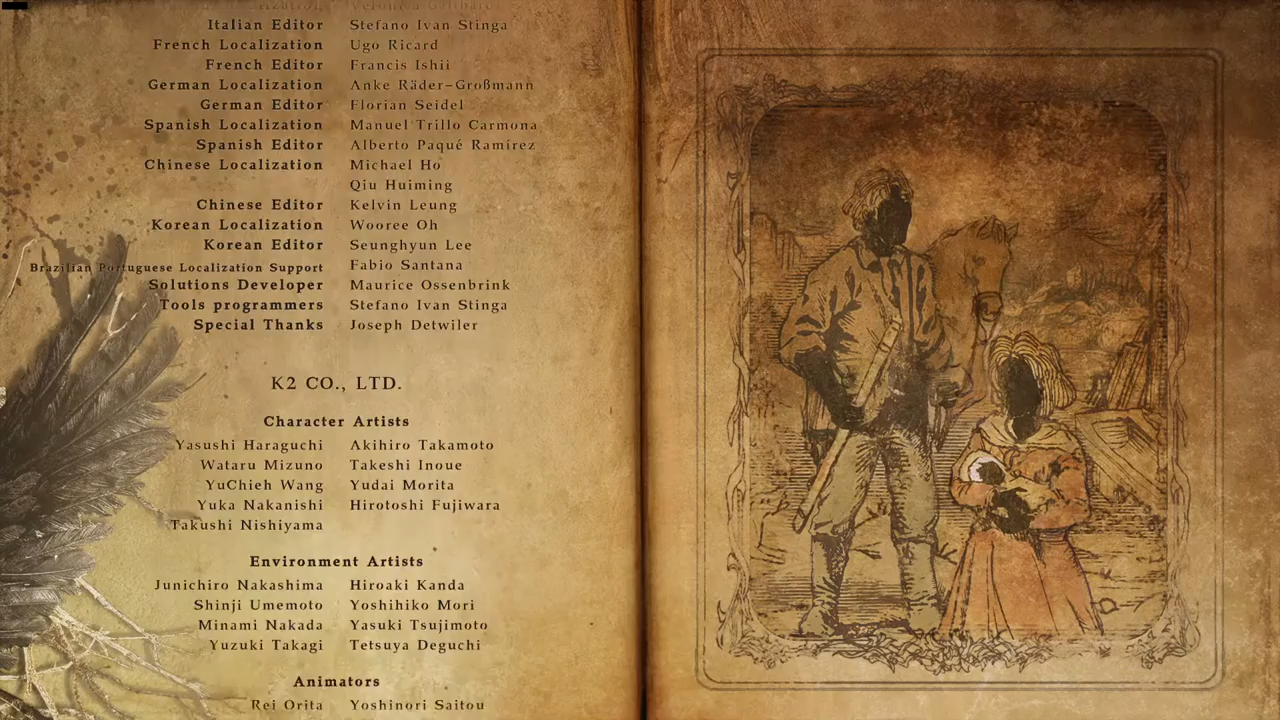 Italian Editor Stefano Ivan Stinga
French Localization Ugo Ricard
French Editor Francis Ishii
German Localization Anke Räder-Großmann
German Editor Florian Seidel
Spanish Localization Manuel Trillo Carmona
Spanish Editor Alberto Paqué Ramírez
Chinese Localization Michael Ho
Qiu Huiming
Chinese Editor Kelvin Leung
Korean Localization Wooree Oh
Korean Editor Seunghyun Lee
Brazilian Portuguese Localization Support Fabio Santana
Solutions Developer Maurice Ossenbrink
Tools programmers Stefano Ivan Stinga
Special Thanks Joseph Detwiler
K2 CO., LTD.
Character Artists
Yasushi Haraguchi Akihiro Takamoto
Wataru Mizuno Takeshi Inoue
YuChieh Wang Yudai Morita
Yuka Nakanishi Hirotoshi Fujiwara
Takushi Nishiyama
Environment Artists
Junichiro Nakashima Hiroaki Kanda
Shinji Umemoto Yoshihiko Mori
Minami Nakada Yasuki Tsujimoto
Yuzuki Takagi Tetsuya Deguchi
Animators
Rei Orita Yoshinori Saitou